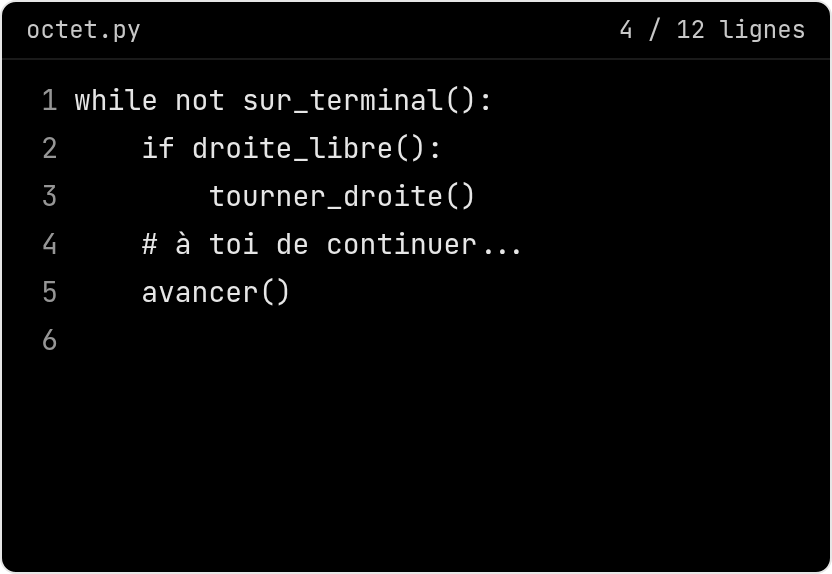 octet.py 4 / 12 lignes
1 while not sur_terminal():
2     if droite_libre():
3         tourner_droite()
4     # à toi de continuer...
5     avancer()
6